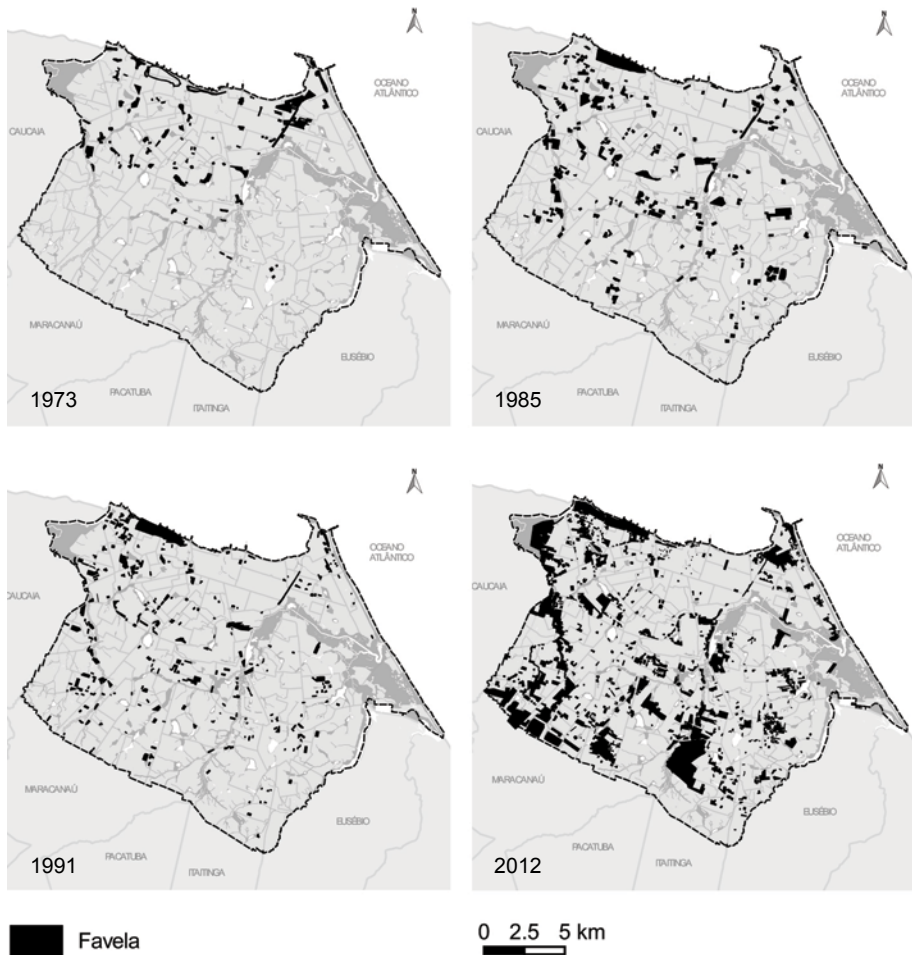 N
OCEANO
ATLÂNTICO
CAUCAIA
MARACANAÚ
EUSÉBIO
PACATUBA
ITAITINGA
1973
N
OCEANO
ATLÂNTICO
CAUCAIA
MARACANAÚ
EUSÉBIO
PACATUBA
ITAITINGA
1985
N
OCEANO
ATLÂNTICO
CAUCAIA
MARACANAÚ
EUSÉBIO
PACATUBA
ITAITINGA
1991
N
OCEANO
ATLÂNTICO
CAUCAIA
MARACANAÚ
EUSÉBIO
PACATUBA
ITAITINGA
2012
Favela
0 2.5 5 km